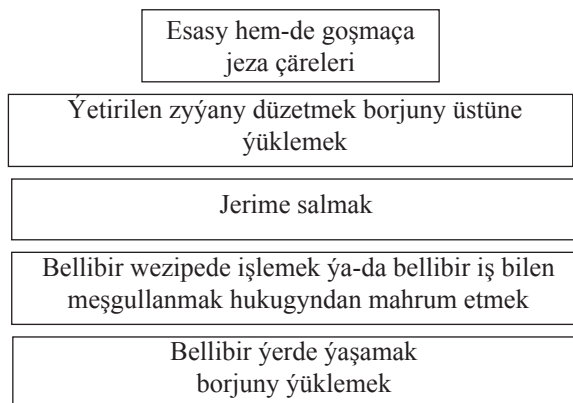 Esasy hem-de goşmaça
jeza çäreleri
Ýetirilen zyýany düzetmek borjuny üstüne
ýüklemek
Jerime salmak
Bellibir wezipede işlemek ýa-da bellibir iş bilen
meşgullanmak hukugyndan mahrum etmek
Bellibir ýerde ýaşamak
borjuny ýüklemek